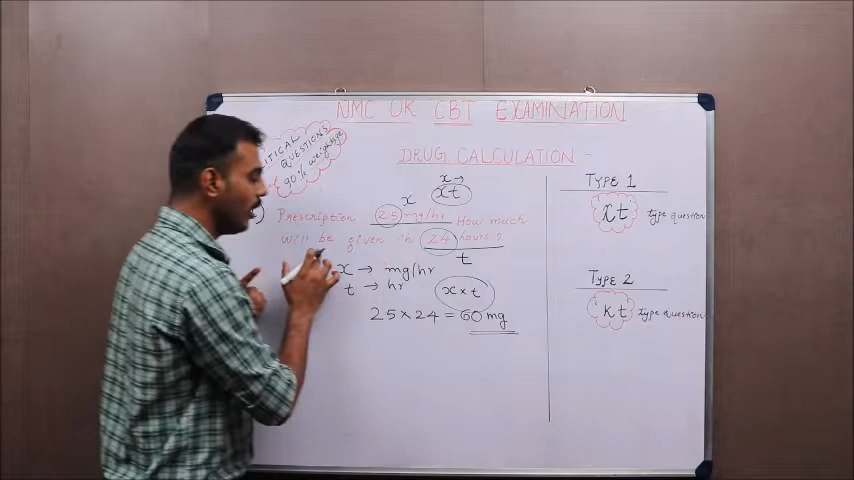 NMC UK CBT EXAMINATION
QUESTIONS
90% weightage
DRUG CALCULATION
x →
xt
x
Prescription 25 mg/hr How much
will be given in 24 hours?
t
x → mg/hr
t → hr
x × t
25 × 24 = 60 mg
TYPE 1
xt type question
TYPE 2
kt type question